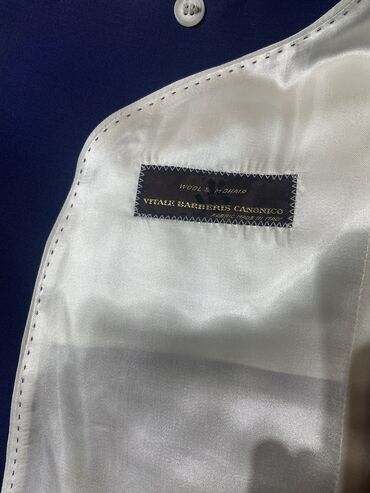 WOOL & MOHAIR
VITALE BARBERIS CANONICO
FABRIC MADE IN ITALY